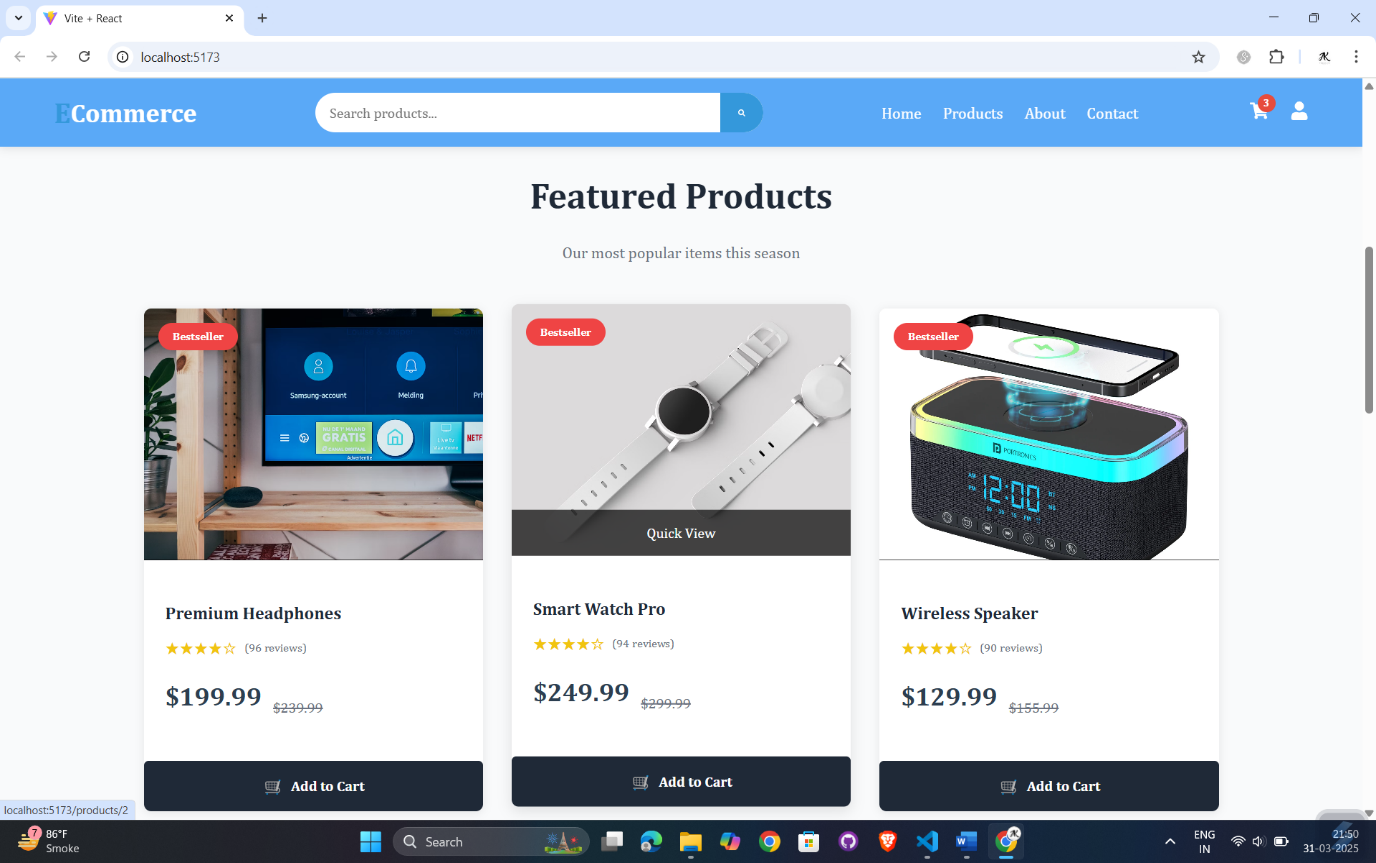 Vite + React
localhost:5173
ECommerce
Search products...
Home
Products
About
Contact
3
Featured Products
Our most popular items this season
Bestseller
Samsung-account
Melding
GRATIS
Advertentie
Bestseller
Quick View
Bestseller
PORTRONICS
12:00
Premium Headphones
★★★★☆ (96 reviews)
$199.99 $239.99
Add to Cart
Smart Watch Pro
★★★★☆ (94 reviews)
$249.99 $299.99
Add to Cart
Wireless Speaker
★★★★☆ (90 reviews)
$129.99 $155.99
Add to Cart
localhost:5173/products/2
7
86°F
Smoke
Search
ENG
IN
21:50
31-03-2025